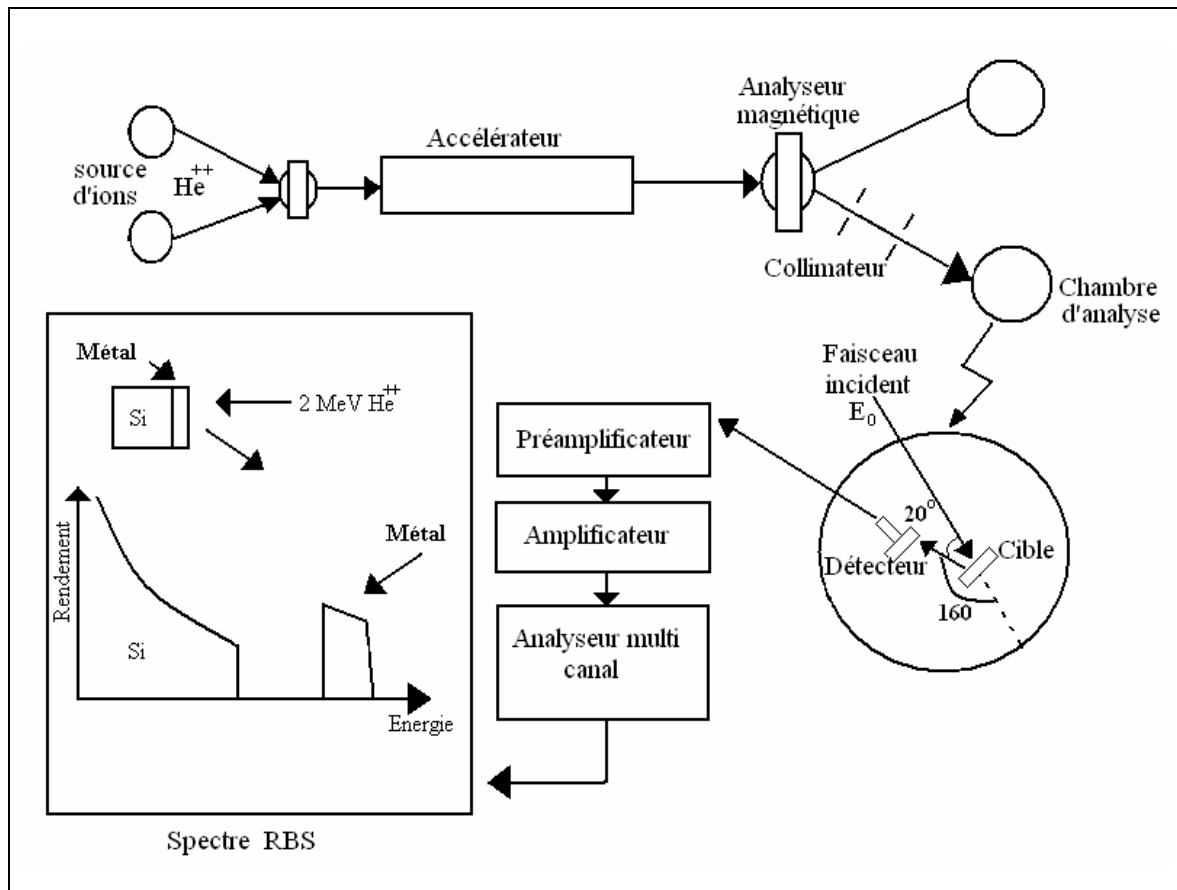 Analyseur
magnétique
Accélérateur
source
d'ions
He++
Collimateur
Chambre
d'analyse
Métal
Si
2 MeV He++
Faisceau
incident
E0
Préamplificateur
20°
Amplificateur
Cible
Détecteur
160
Métal
Rendement
Si
Analyseur multi
canal
Energie
Spectre RBS